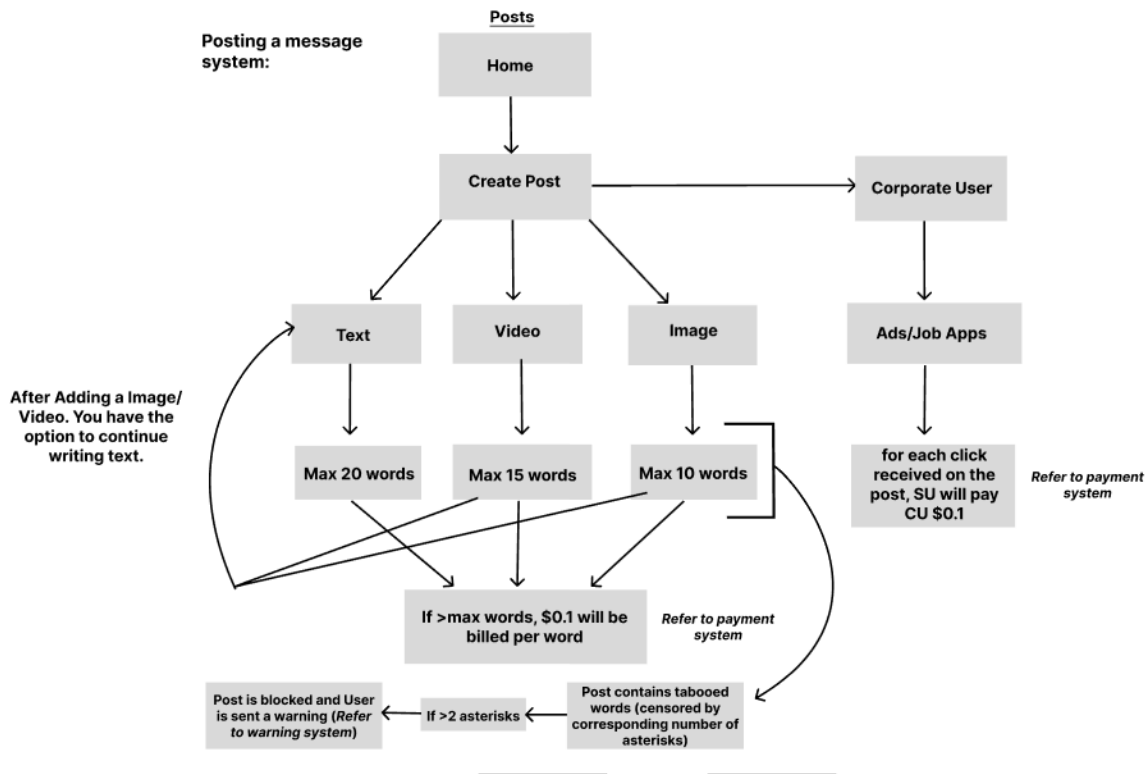 Posts
Posting a message
system:
Home
Create Post
Corporate User
Text
Video
Image
Ads/Job Apps
After Adding a Image/
Video. You have the
option to continue
writing text.
Max 20 words
Max 15 words
Max 10 words
for each click
received on the
post, SU will pay
CU $0.1
Refer to payment
system
If >max words, $0.1 will be
billed per word
Refer to payment
system
Post is blocked and User
is sent a warning (Refer
to warning system)
If >2 asterisks
Post contains tabooed
words (censored by
corresponding number of
asterisks)